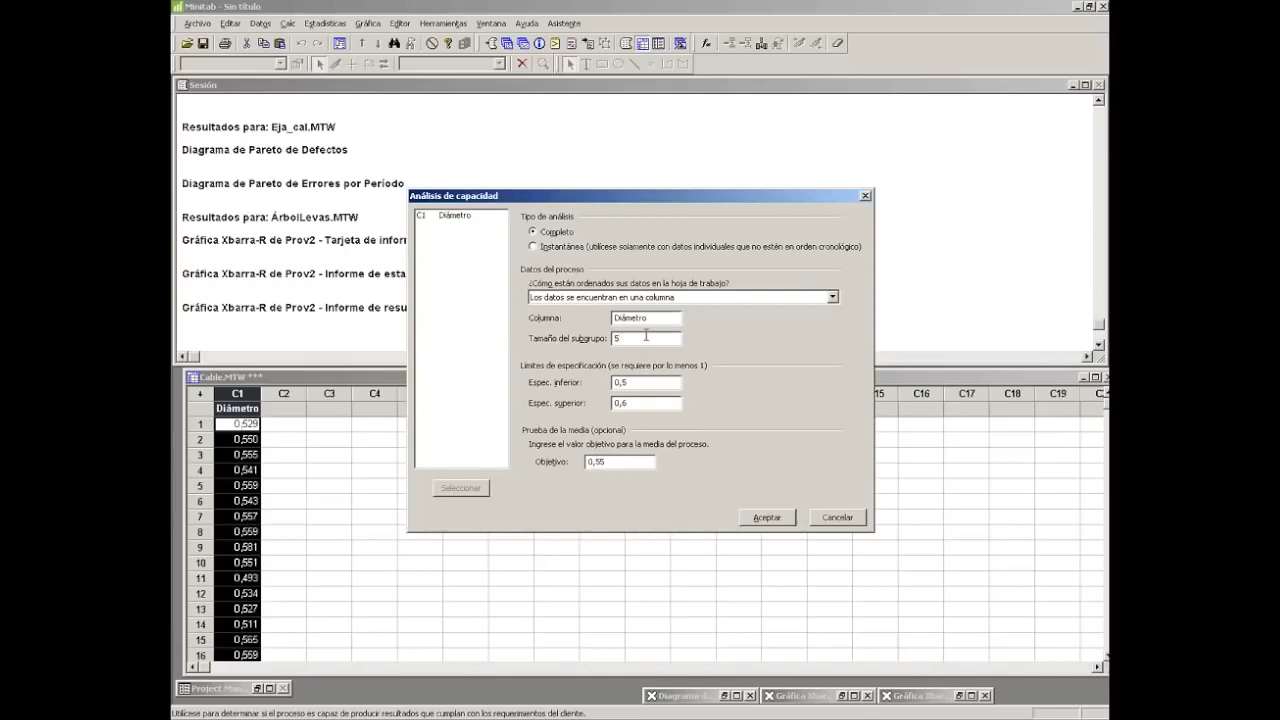 Minitab - Sin título
Archivo Editar Datos Calc Estadísticas Gráfica Editor Herramientas Ventana Ayuda Asistente
Sesión
Resultados para: Eja_cal.MTW
Diagrama de Pareto de Defectos
Diagrama de Pareto de Errores por Período
Resultados para: ÁrbolLevas.MTW
Gráfica Xbarra-R de Prov2 - Tarjeta de infor
Gráfica Xbarra-R de Prov2 - Informe de esta
Gráfica Xbarra-R de Prov2 - Informe de resu
Análisis de capacidad
C1 Diámetro
Tipo de análisis
Completo
Instantánea (utilícese solamente con datos individuales que no estén en orden cronológico)
Datos del proceso
¿Cómo están ordenados sus datos en la hoja de trabajo?
Los datos se encuentran en una columna
Columna: Diámetro
Tamaño del subgrupo: 5
Límites de especificación (se requiere por lo menos 1)
Espec. inferior: 0,5
Espec. superior: 0,6
Prueba de la media (opcional)
Ingrese el valor objetivo para la media del proceso.
Objetivo: 0,55
Seleccionar
Aceptar Cancelar
Cable.MTW ***
C1 C2 C3 C4 15 C16 C17 C18 C19
Diámetro
1 0,529
2 0,550
3 0,555
4 0,541
5 0,559
6 0,543
7 0,557
8 0,559
9 0,581
10 0,551
11 0,493
12 0,534
13 0,527
14 0,511
15 0,565
16 0,559
Project Man...
Diagrama d... Gráfica Xbar... Gráfica Xbar...
Utilícese para determinar si el proceso es capaz de producir resultados que cumplan con los requerimientos del cliente.